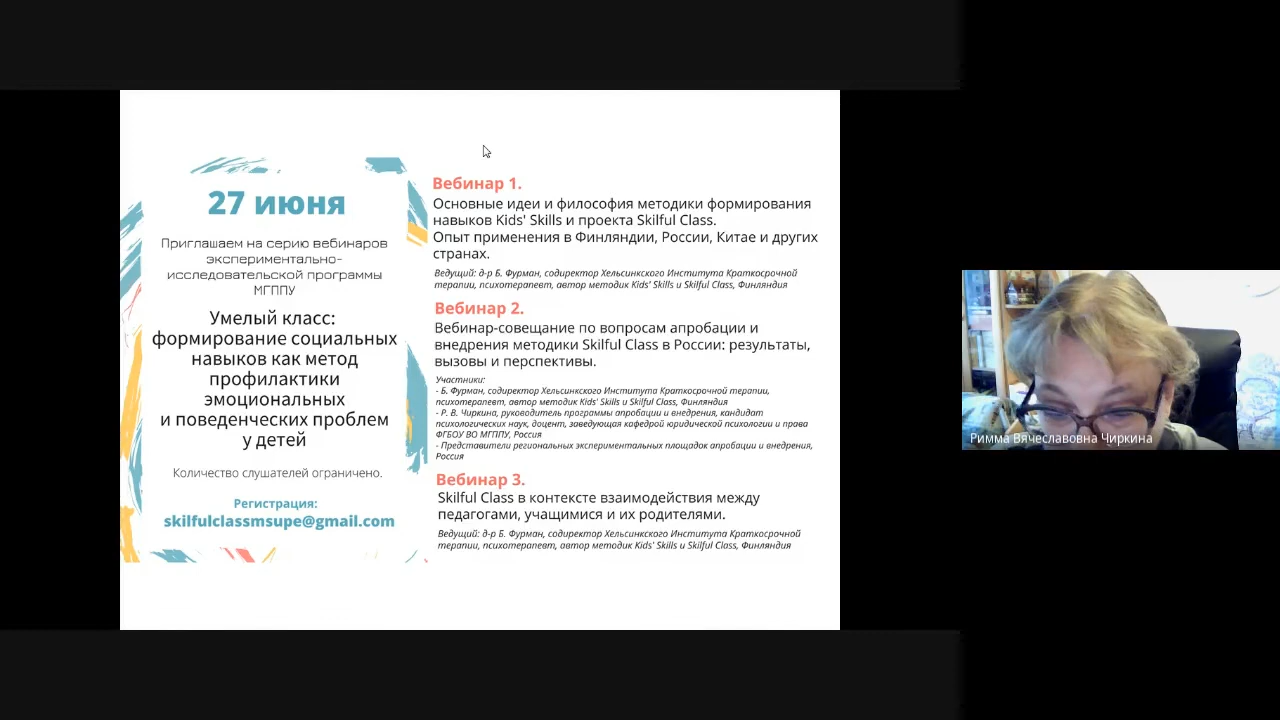 27 июня
Приглашаем на серию вебинаров
экспериментально-
исследовательской программы
МГППУ
Умелый класс:
формирование социальных
навыков как метод
профилактики
эмоциональных
и поведенческих проблем
у детей
Количество слушателей ограничено.
Регистрация:
skilfulclassmsupe@gmail.com
Вебинар 1.
Основные идеи и философия методики формирования
навыков Kids' Skills и проекта Skilful Class.
Опыт применения в Финляндии, России, Китае и других
странах.
Ведущий: д-р Б. Фурман, содиректор Хельсинкского Института Краткосрочной
терапии, психотерапевт, автор методик Kids' Skills и Skilful Class, Финляндия
Вебинар 2.
Вебинар-совещание по вопросам апробации и
внедрения методики Skilful Class в России: результаты,
вызовы и перспективы.
Участники:
- Б. Фурман, содиректор Хельсинкского Института Краткосрочной терапии,
психотерапевт, автор методик Kids' Skills и Skilful Class, Финляндия
- Р. В. Чиркина, руководитель программы апробации и внедрения, кандидат
психологических наук, доцент, заведующая кафедрой юридической психологии и права
ФГБОУ ВО МГППУ, Россия
- Представители региональных экспериментальных площадок апробации и внедрения,
Россия
Вебинар 3.
Skilful Class в контексте взаимодействия между
педагогами, учащимися и их родителями.
Ведущий: д-р Б. Фурман, содиректор Хельсинкского Института Краткосрочной
терапии, психотерапевт, автор методик Kids' Skills и Skilful Class, Финляндия
Римма Вячеславовна Чиркина